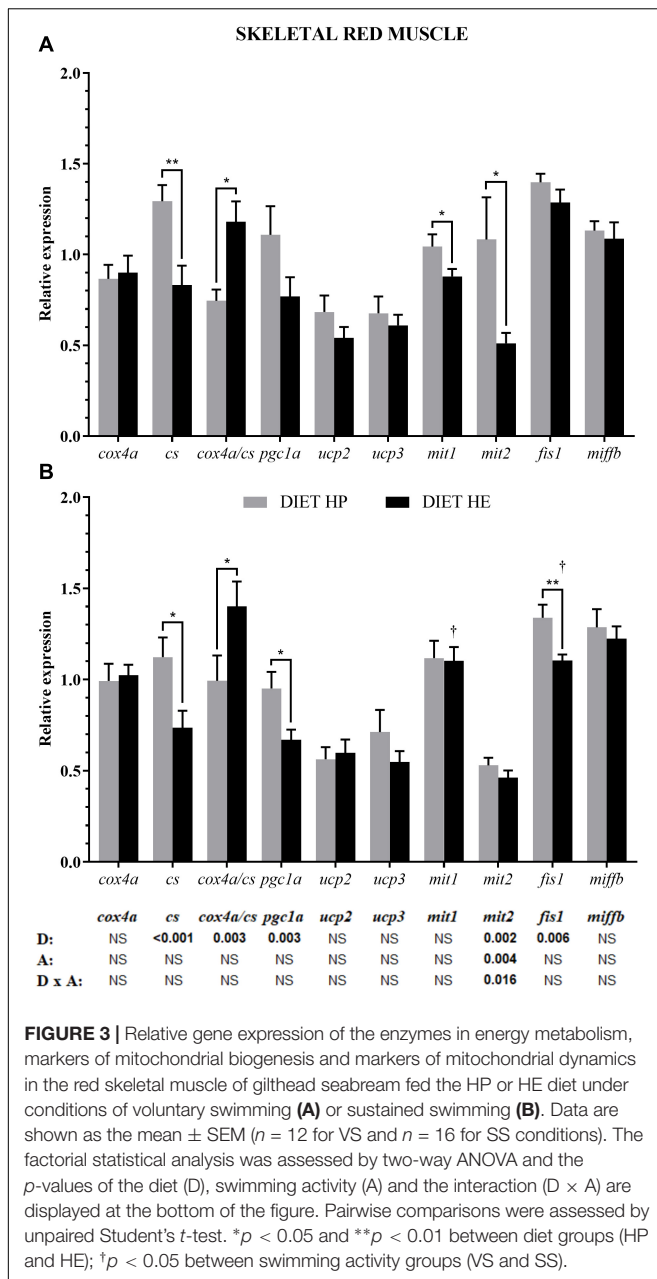 SKELETAL RED MUSCLE
A
2.0
1.5
1.0
0.5
0.0
Relative expression
** * * *
cox4a cs cox4a/cs pgc1a ucp2 ucp3 mit1 mit2 fis1 miffb
B
DIET HP DIET HE
2.0
1.5
1.0
0.5
0.0
Relative expression
* * * † ** †
cox4a cs cox4a/cs pgc1a ucp2 ucp3 mit1 mit2 fis1 miffb
cox4a cs cox4a/cs pgc1a ucp2 ucp3 mit1 mit2 fis1 miffb
D: NS <0.001 0.003 0.003 NS NS NS 0.002 0.006 NS
A: NS NS NS NS NS NS NS 0.004 NS NS
D x A: NS NS NS NS NS NS NS 0.016 NS NS
FIGURE 3 | Relative gene expression of the enzymes in energy metabolism,
markers of mitochondrial biogenesis and markers of mitochondrial dynamics
in the red skeletal muscle of gilthead seabream fed the HP or HE diet under
conditions of voluntary swimming (A) or sustained swimming (B). Data are
shown as the mean ± SEM (n = 12 for VS and n = 16 for SS conditions). The
factorial statistical analysis was assessed by two-way ANOVA and the
p-values of the diet (D), swimming activity (A) and the interaction (D × A) are
displayed at the bottom of the figure. Pairwise comparisons were assessed by
unpaired Student's t-test. *p < 0.05 and **p < 0.01 between diet groups (HP
and HE); †p < 0.05 between swimming activity groups (VS and SS).